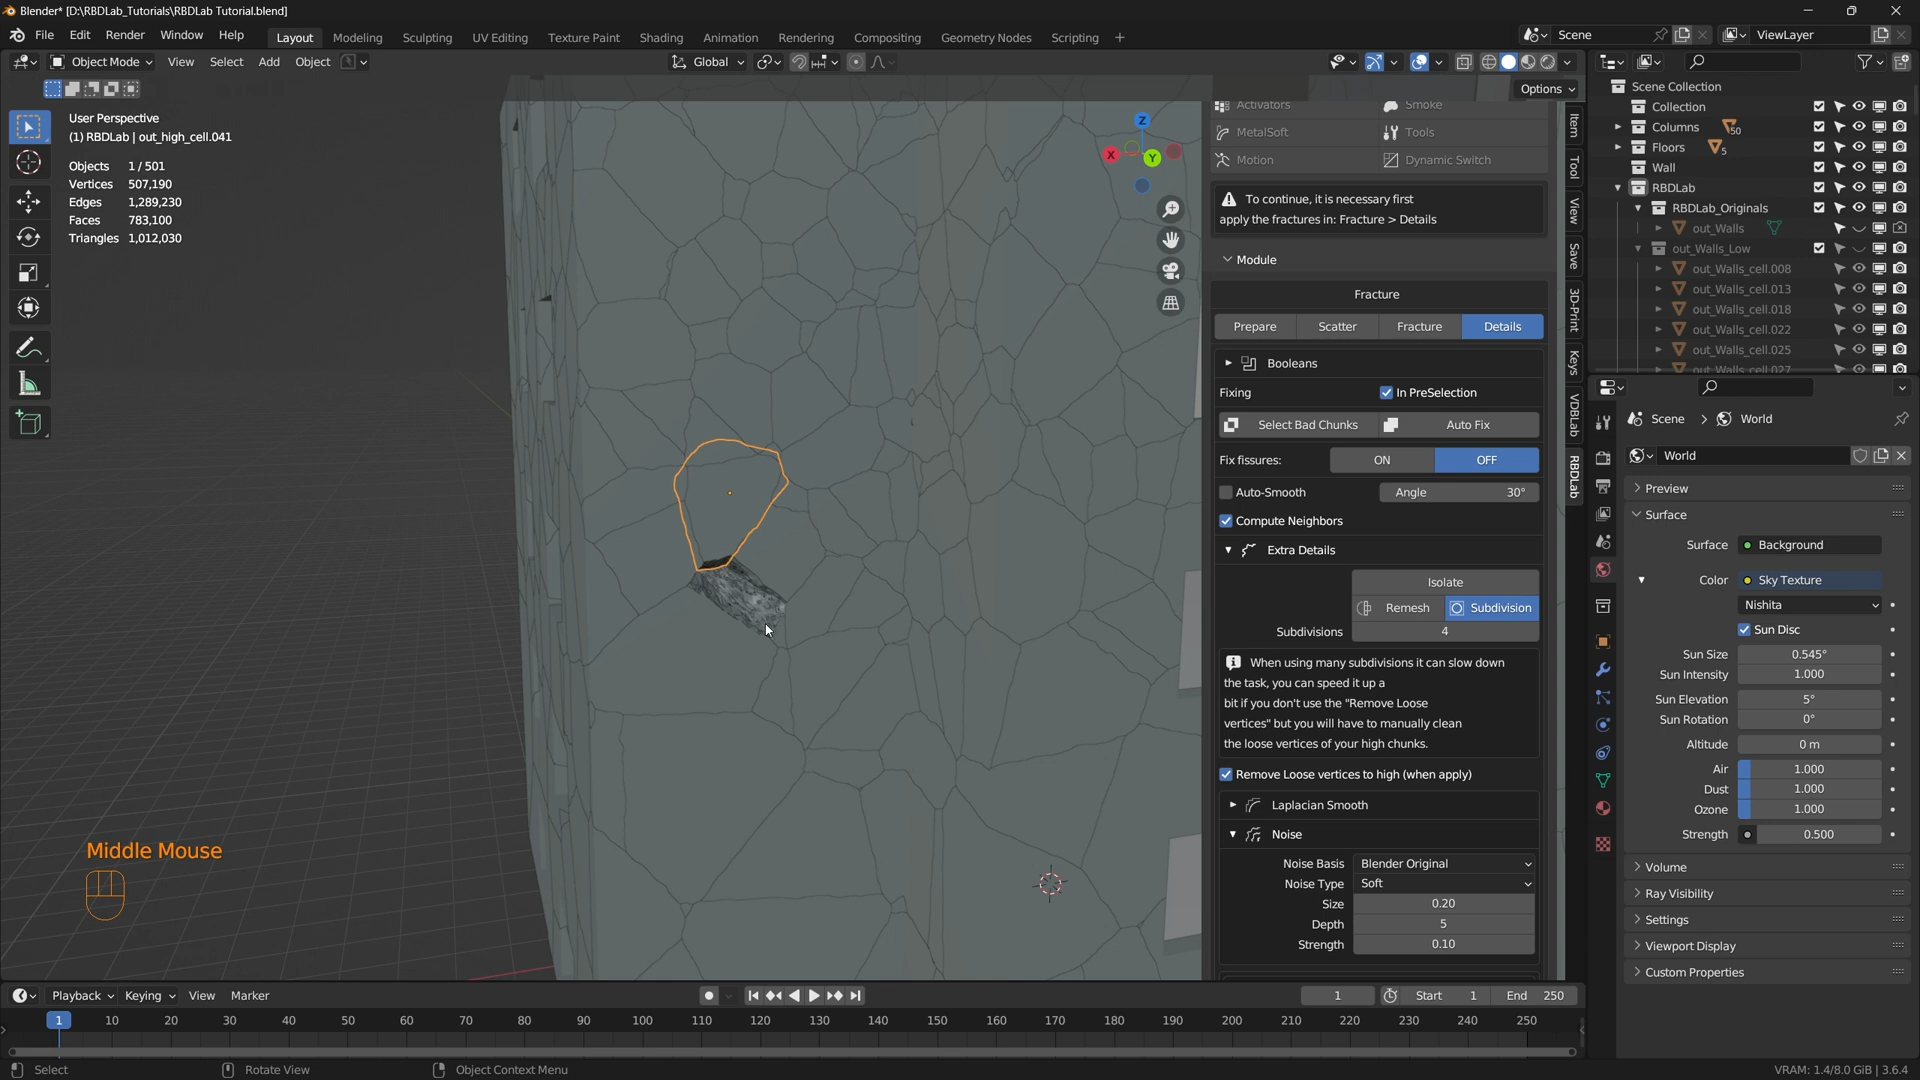 Blender* [D:\RBDLab_Tutorials\RBDLab Tutorial.blend]
File Edit Render Window Help Layout Modeling Sculpting UV Editing Texture Paint Shading Animation Rendering Compositing Geometry Nodes Scripting + Scene ViewLayer
Object Mode View Select Add Object Global
Options
User Perspective
(1) RBDLab | out_high_cell.041
Objects 1 / 501
Vertices 507,190
Edges 1,289,230
Faces 783,100
Triangles 1,012,030
Z
X
Y
Activators Smoke
MetalSoft Tools
Motion Dynamic Switch
To continue, it is necessary first
apply the fractures in: Fracture > Details
Module
Fracture
Prepare Scatter Fracture Details
Booleans
Fixing In PreSelection
Select Bad Chunks Auto Fix
Fix fissures: ON OFF
Auto-Smooth Angle 30°
Compute Neighbors
Extra Details
Isolate
Remesh Subdivision
Subdivisions 4
When using many subdivisions it can slow down
the task, you can speed it up a
bit if you don't use the "Remove Loose
vertices" but you will have to manually clean
the loose vertices of your high chunks.
Remove Loose vertices to high (when apply)
Laplacian Smooth
Noise
Noise Basis Blender Original
Noise Type Soft
Size 0.20
Depth 5
Strength 0.10
Item
Tool
View
Save
3D-Print
Keys
VDBLab
RBDLab
Scene Collection
Collection
Columns 50
Floors 5
Wall
RBDLab
RBDLab_Originals
out_Walls
out_Walls_Low
out_Walls_cell.008
out_Walls_cell.013
out_Walls_cell.018
out_Walls_cell.022
out_Walls_cell.025
out_Walls_cell.027
Scene > World
World
Preview
Surface
Surface Background
Color Sky Texture
Nishita
Sun Disc
Sun Size 0.545°
Sun Intensity 1.000
Sun Elevation 5°
Sun Rotation 0°
Altitude 0 m
Air 1.000
Dust 1.000
Ozone 1.000
Strength 0.500
Volume
Ray Visibility
Settings
Viewport Display
Custom Properties
Middle Mouse
Playback Keying View Marker 1 Start 1 End 250
1 10 20 30 40 50 60 70 80 90 100 110 120 130 140 150 160 170 180 190 200 210 220 230 240 250
Select Rotate View Object Context Menu VRAM: 1.4/8.0 GiB | 3.6.4